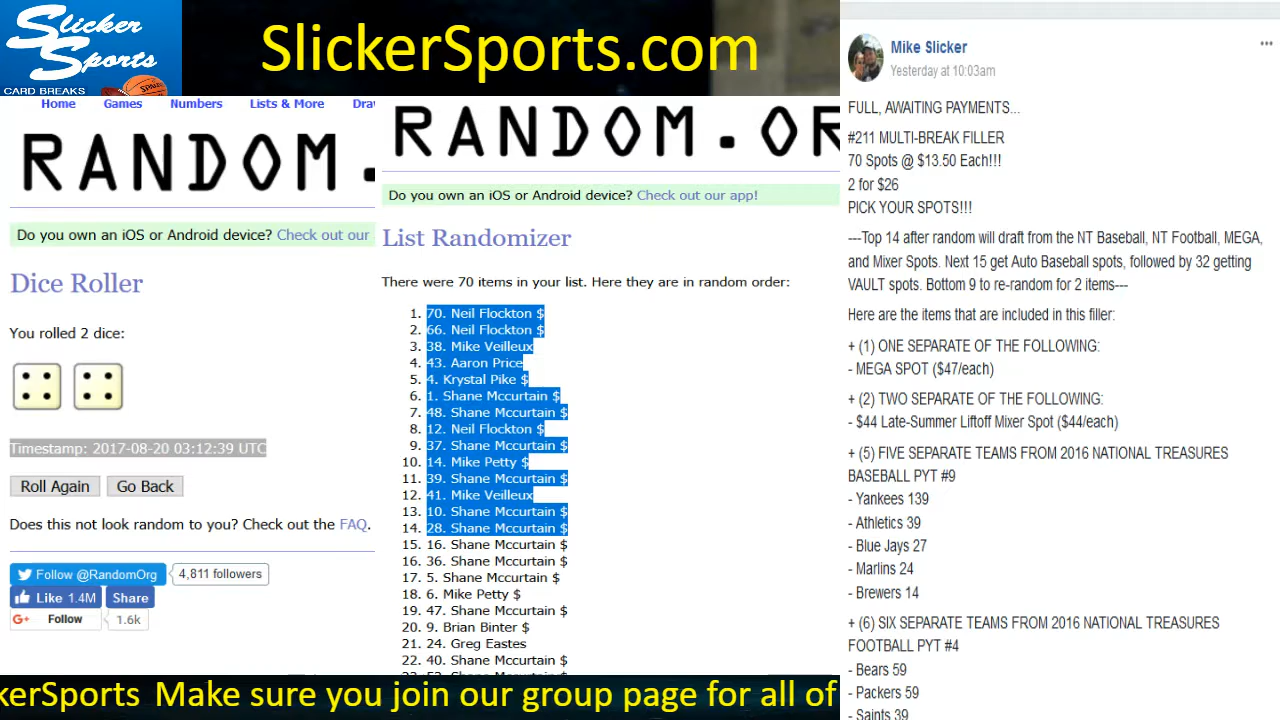 Slicker
Sports
CARD BREAKS
SlickerSports.com
Home Games Numbers Lists & More
RANDOM.
Do you own an iOS or Android device? Check out our
Dice Roller
You rolled 2 dice:
Timestamp: 2017-08-20 03:12:39 UTC
Roll Again Go Back
Does this not look random to you? Check out the FAQ.
Follow @RandomOrg 4,811 followers
Like 1.4M Share
G+ Follow 1.6k
RANDOM.OR
Do you own an iOS or Android device? Check out our app!
List Randomizer
There were 70 items in your list. Here they are in random order:
1. 70. Neil Flockton $
2. 66. Neil Flockton $
3. 38. Mike Veilleux
4. 43. Aaron Price
5. 4. Krystal Pike $
6. 1. Shane Mccurtain $
7. 48. Shane Mccurtain $
8. 12. Neil Flockton $
9. 37. Shane Mccurtain $
10. 14. Mike Petty $
11. 39. Shane Mccurtain $
12. 41. Mike Veilleux
13. 10. Shane Mccurtain $
14. 28. Shane Mccurtain $
15. 16. Shane Mccurtain $
16. 36. Shane Mccurtain $
17. 5. Shane Mccurtain $
18. 6. Mike Petty $
19. 47. Shane Mccurtain $
20. 9. Brian Binter $
21. 24. Greg Eastes
22. 40. Shane Mccurtain $
Mike Slicker
Yesterday at 10:03am
FULL, AWAITING PAYMENTS...
#211 MULTI-BREAK FILLER
70 Spots @ $13.50 Each!!!
2 for $26
PICK YOUR SPOTS!!!
---Top 14 after random will draft from the NT Baseball, NT Football, MEGA,
and Mixer Spots. Next 15 get Auto Baseball spots, followed by 32 getting
VAULT spots. Bottom 9 to re-random for 2 items---
Here are the items that are included in this filler:
+ (1) ONE SEPARATE OF THE FOLLOWING:
- MEGA SPOT ($47/each)
+ (2) TWO SEPARATE OF THE FOLLOWING:
- $44 Late-Summer Liftoff Mixer Spot ($44/each)
+ (5) FIVE SEPARATE TEAMS FROM 2016 NATIONAL TREASURES
BASEBALL PYT #9
- Yankees 139
- Athletics 39
- Blue Jays 27
- Marlins 24
- Brewers 14
+ (6) SIX SEPARATE TEAMS FROM 2016 NATIONAL TREASURES
FOOTBALL PYT #4
- Bears 59
- Packers 59
- Saints 39
kerSports Make sure you join our group page for all of